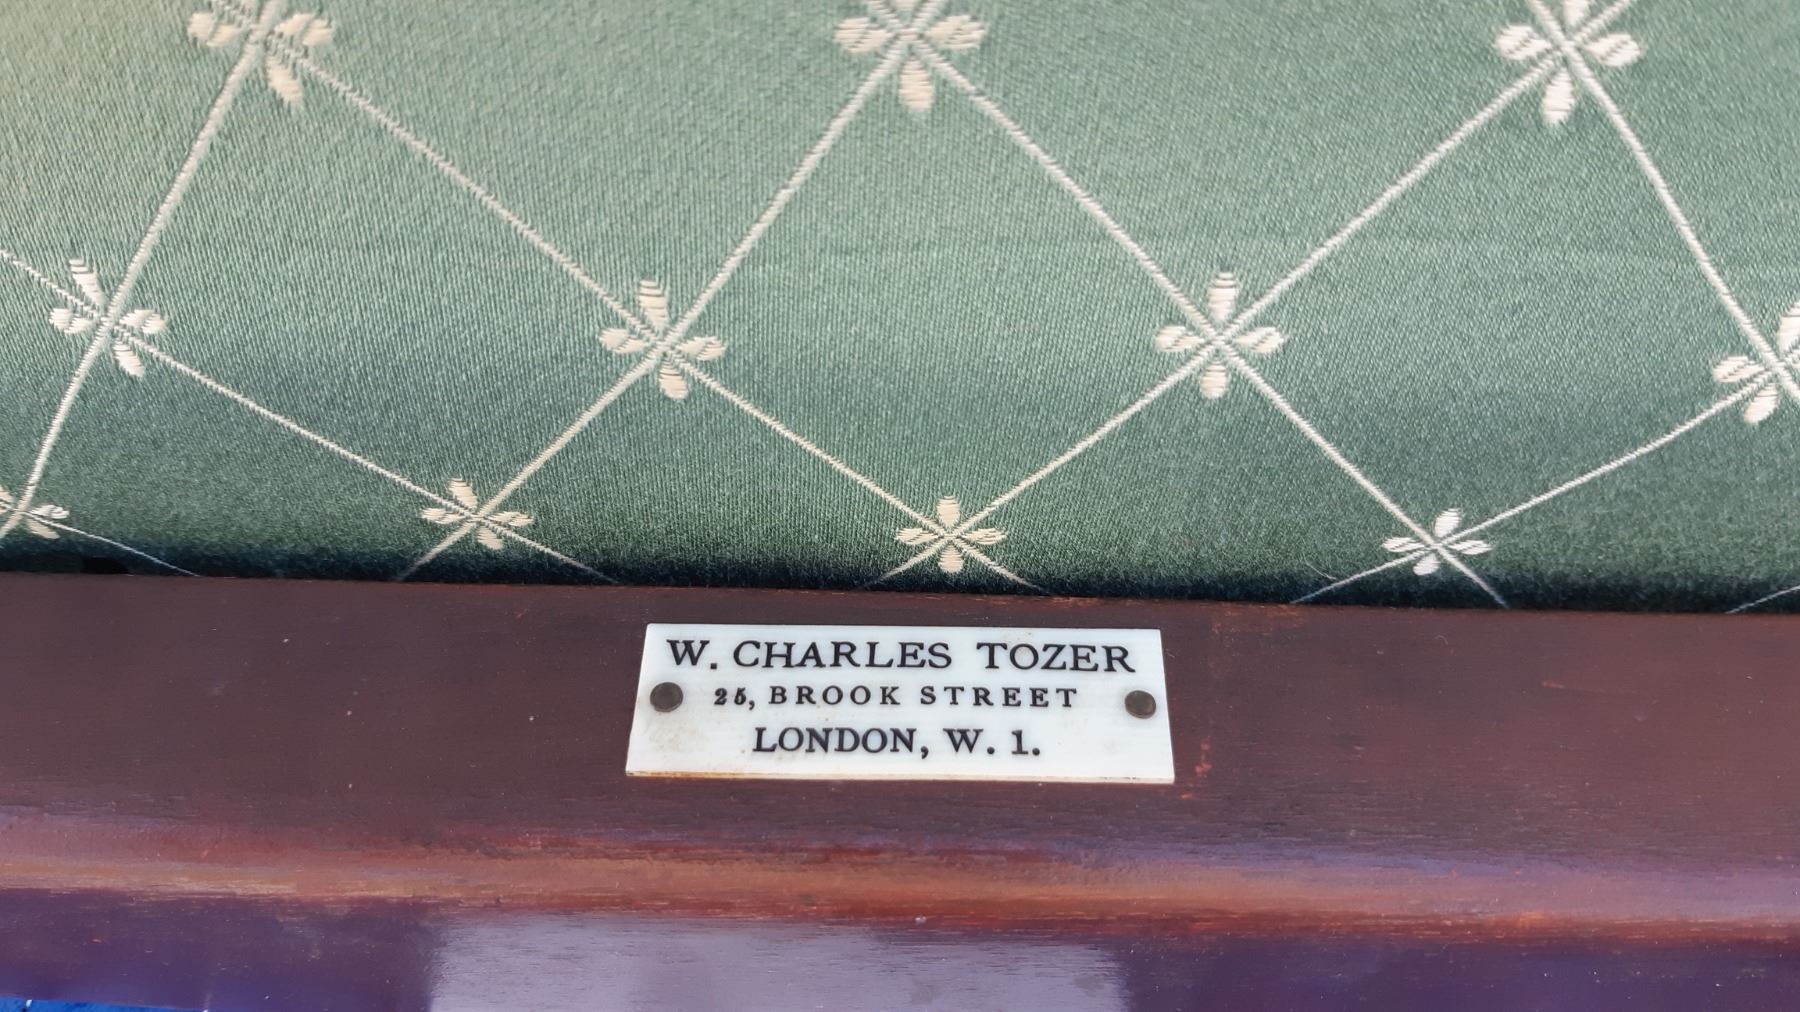 W. CHARLES TOZER
25, BROOK STREET
LONDON, W. 1.